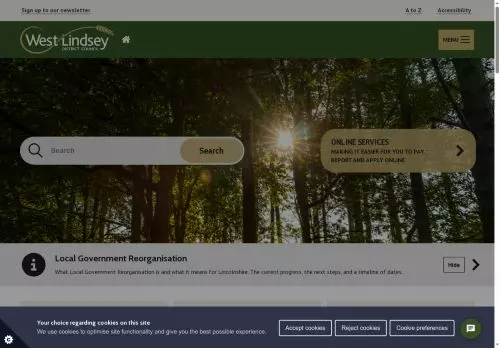 Sign up to our newsletter
A to Z
Accessibility
West Lindsey
DISTRICT COUNCIL
MENU
Search
Search
ONLINE SERVICES
MAKING IT EASIER FOR YOU TO PAY,
REPORT AND APPLY ONLINE
Local Government Reorganisation
What Local Government Reorganisation is and what it means for Lincolnshire. The current progress, the next steps, and a timeline of dates.
Hide
Your choice regarding cookies on this site
We use cookies to optimise site functionality and give you the best possible experience.
Accept cookies
Reject cookies
Cookie preferences